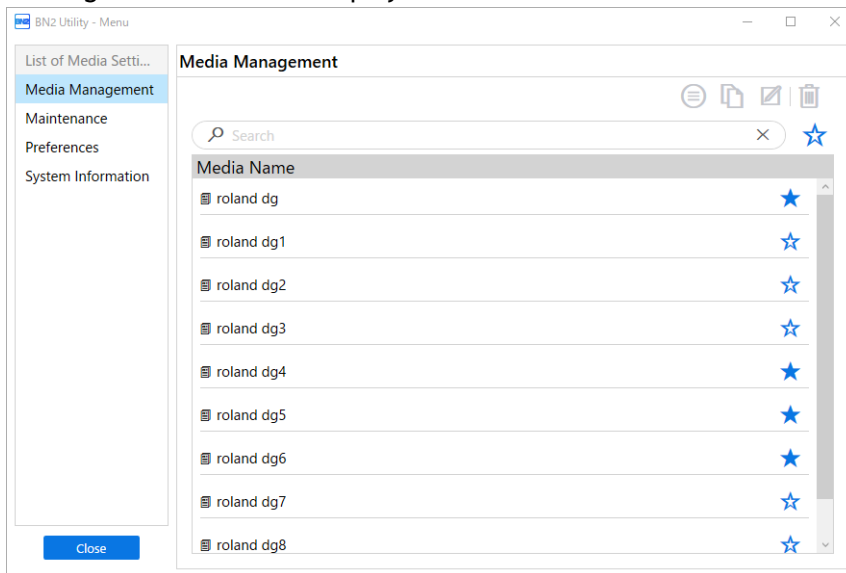 BN2 Utility - Menu
List of Media Setti...
Media Management
Maintenance
Preferences
System Information
Close
Media Management
Search
Media Name
roland dg
roland dg1
roland dg2
roland dg3
roland dg4
roland dg5
roland dg6
roland dg7
roland dg8